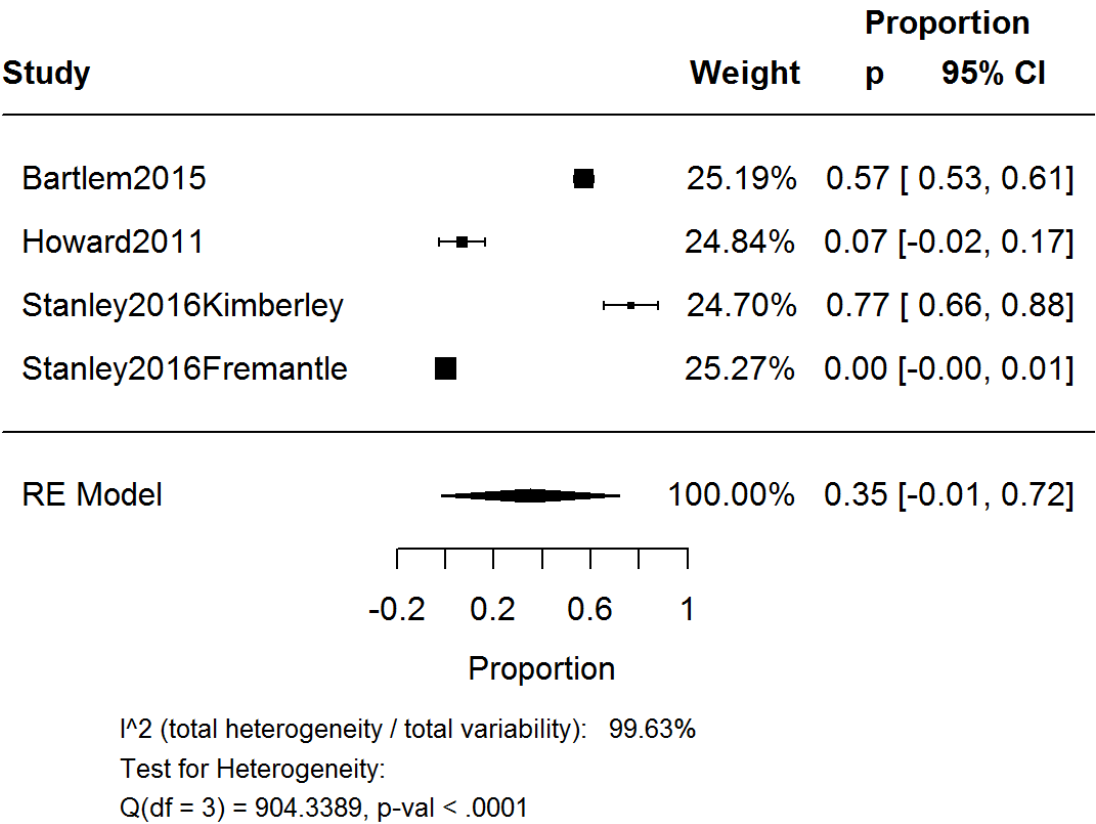 Proportion
Study Weight p 95% CI
Bartlem2015 25.19% 0.57 [ 0.53, 0.61]
Howard2011 24.84% 0.07 [-0.02, 0.17]
Stanley2016Kimberley 24.70% 0.77 [ 0.66, 0.88]
Stanley2016Fremantle 25.27% 0.00 [-0.00, 0.01]
RE Model 100.00% 0.35 [-0.01, 0.72]
-0.2 0.2 0.6 1
Proportion
I^2 (total heterogeneity / total variability): 99.63%
Test for Heterogeneity:
Q(df = 3) = 904.3389, p-val < .0001